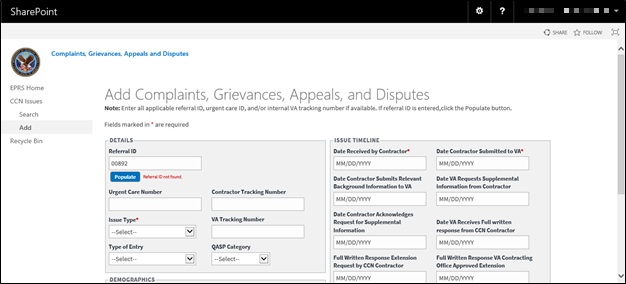 SharePoint
?
SHARE
FOLLOW
Complaints, Grievances, Appeals and Disputes
EPRS Home
CCN Issues
Search
Add
Recycle Bin
Add Complaints, Grievances, Appeals, and Disputes
Note: Enter all applicable referral ID, urgent care ID, and/or internal VA tracking number if available. If referral ID is entered,click the Populate button.
Fields marked in * are required
DETAILS
Referral ID
00892
Populate Referral ID not found.
Urgent Care Number Contractor Tracking Number
Issue Type* VA Tracking Number
--Select--
Type of Entry QASP Category
--Select-- --Select--
DEMOGRAPHICS
ISSUE TIMELINE
Date Received by Contractor* Date Contractor Submitted to VA*
MM/DD/YYYY MM/DD/YYYY
Date Contractor Submits Relevant Date VA Requests Supplemental
Background Information to VA Information from Contractor
MM/DD/YYYY MM/DD/YYYY
Date Contractor Acknowledges
Request for Supplemental Date VA Receives Full written
Information response from CCN Contractor
MM/DD/YYYY MM/DD/YYYY
Full Written Response Extension Full Written Response VA Contracting
Request by CCN Contractor Office Approved Extension
MM/DD/YYYY MM/DD/YYYY